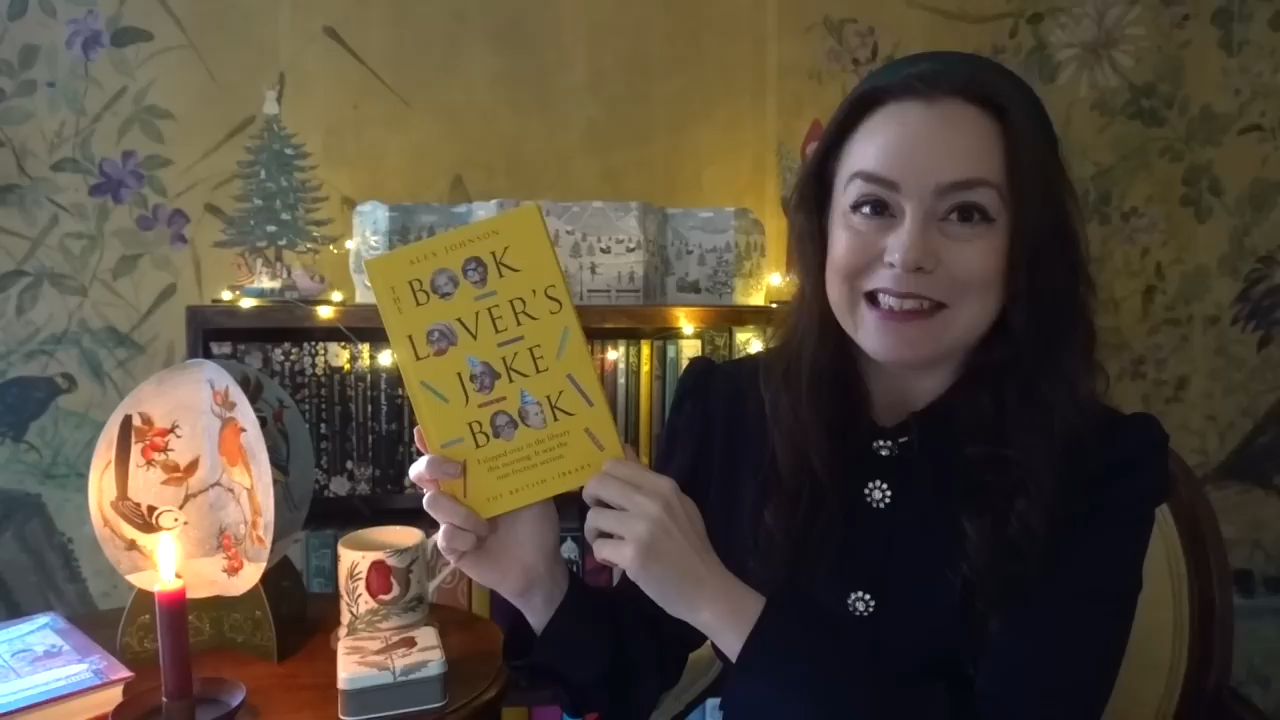 ALEX JOHNSON
THE
BOOK
LOVER'S
JOKE
BOOK
I slipped over in the library
this morning. It was the
non-friction section.
THE BRITISH LIBRARY